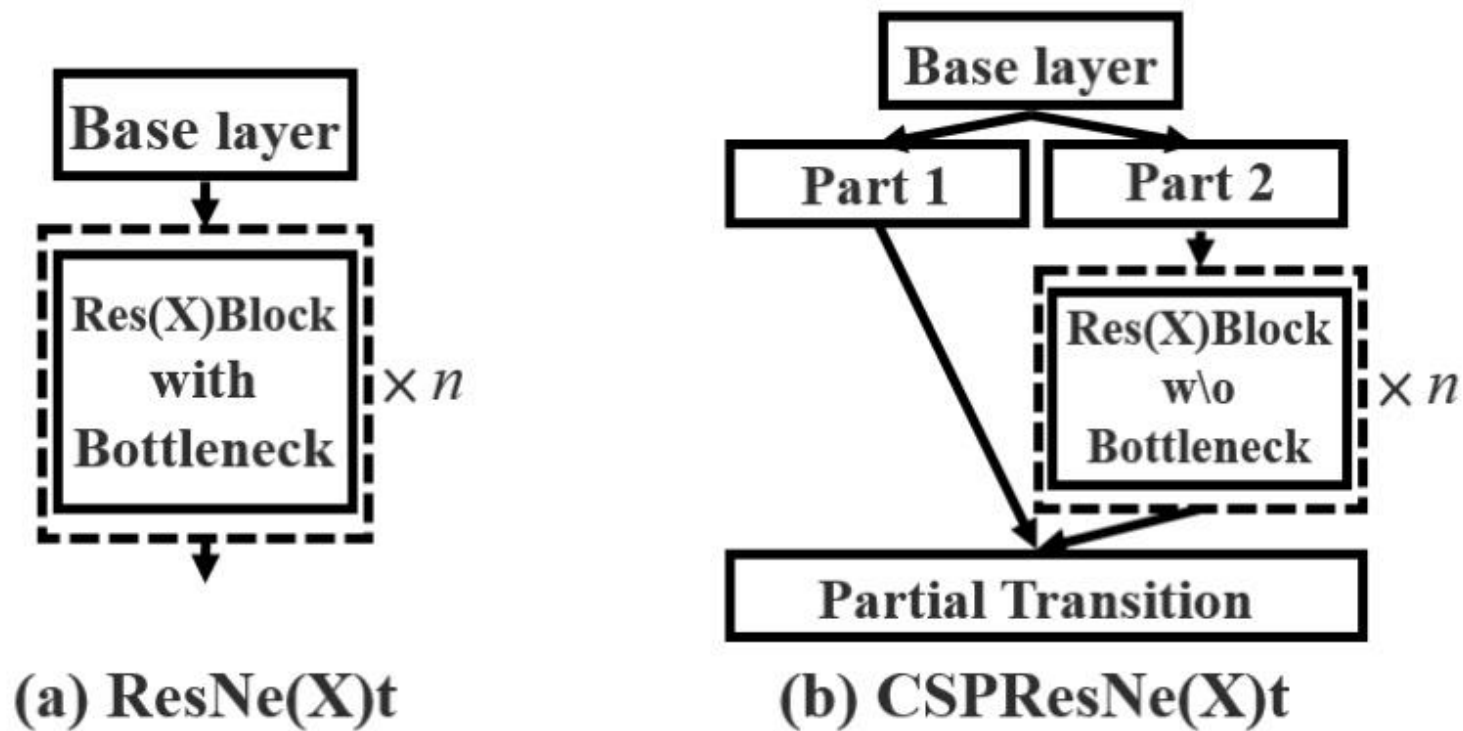 Base layer
Res(X)Block
with
Bottleneck
× n
(a) ResNe(X)t
Base layer
Part 1
Part 2
Res(X)Block
w\o
Bottleneck
× n
Partial Transition
(b) CSPResNe(X)t